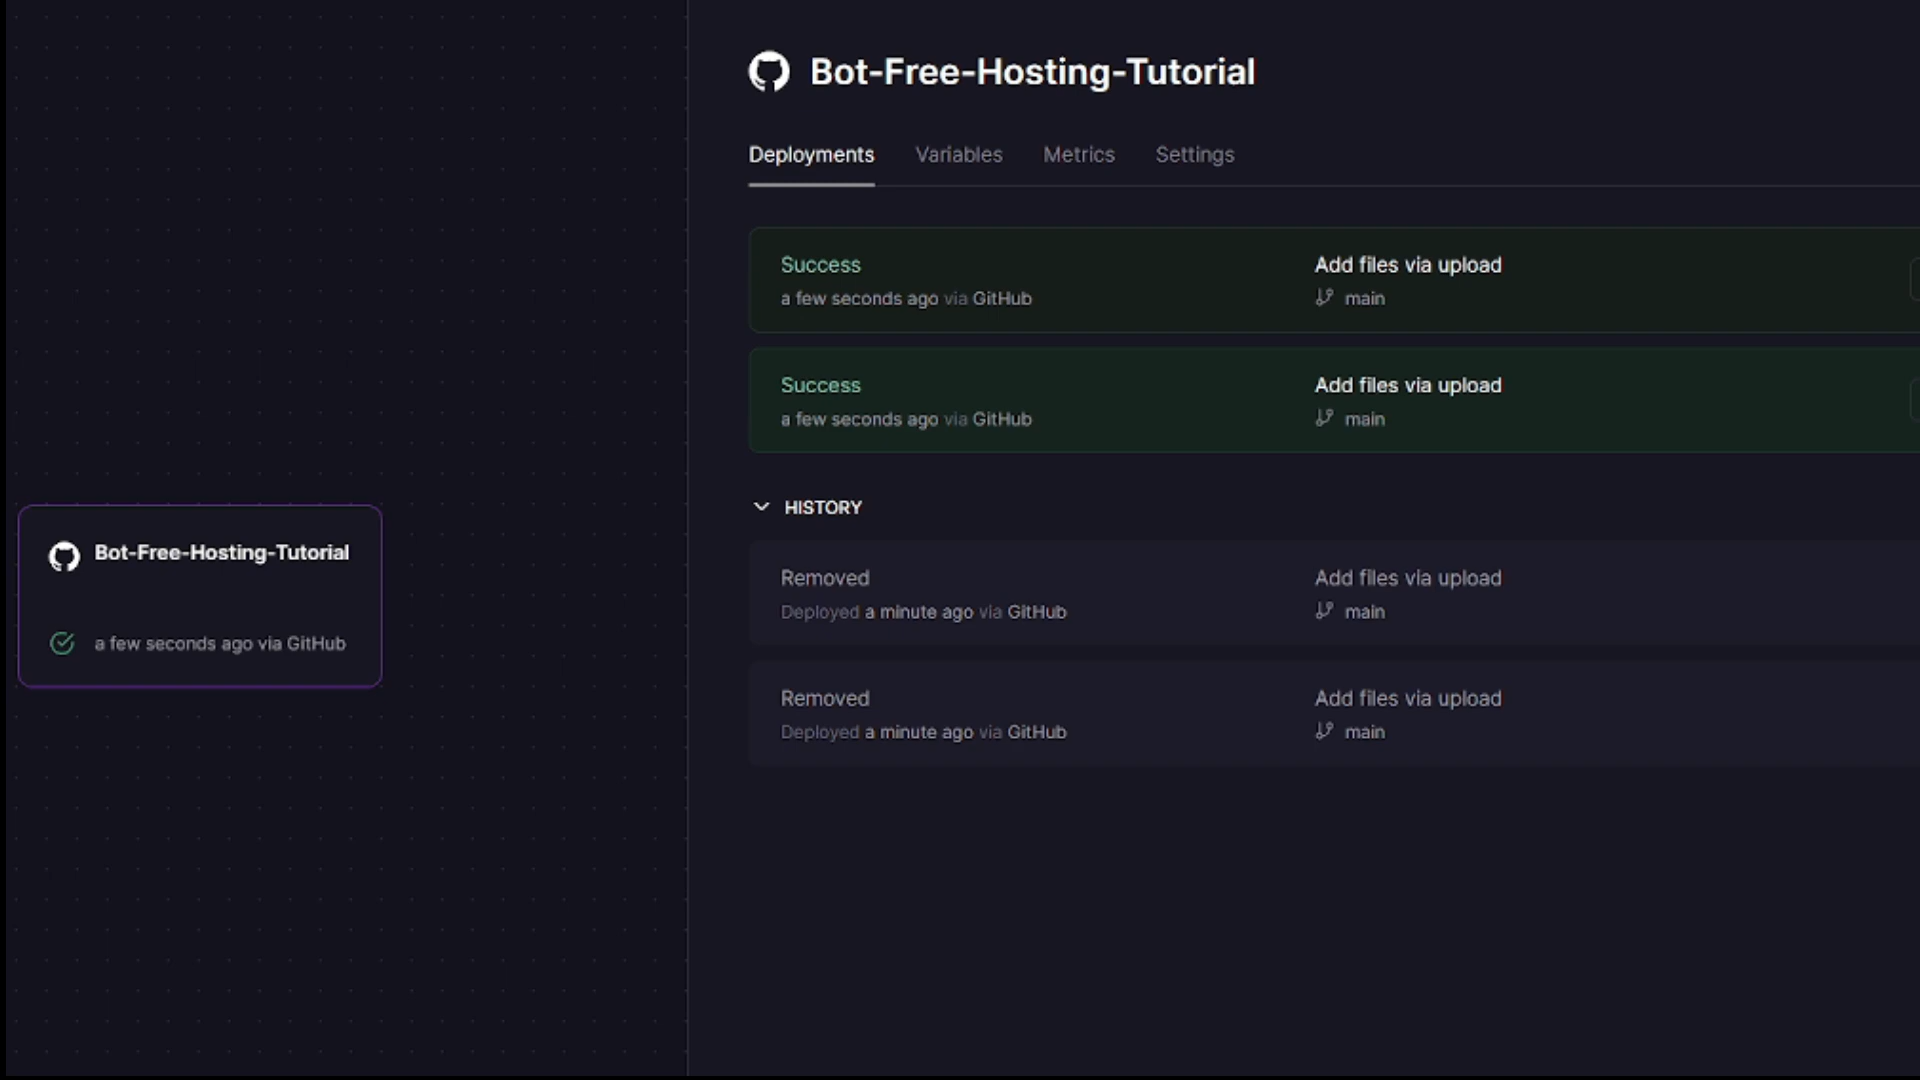 Bot-Free-Hosting-Tutorial
Deployments Variables Metrics Settings
Success Add files via upload
a few seconds ago via GitHub main
Success Add files via upload
a few seconds ago via GitHub main
HISTORY
Removed Add files via upload
Deployed a minute ago via GitHub main
Removed Add files via upload
Deployed a minute ago via GitHub main
Bot-Free-Hosting-Tutorial
a few seconds ago via GitHub